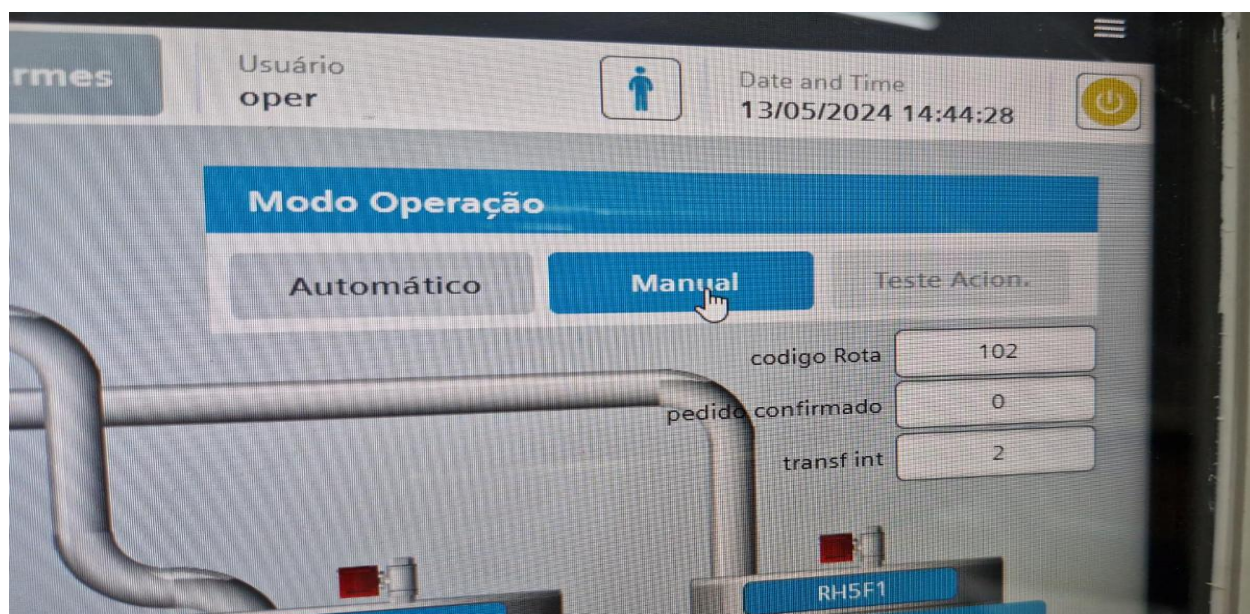 rmes
Usuário
oper
Date and Time
13/05/2024 14:44:28
Modo Operação
Automático
Manual
Teste Acion.
codigo Rota
102
pedido confirmado
0
transf int
2
RH5F1